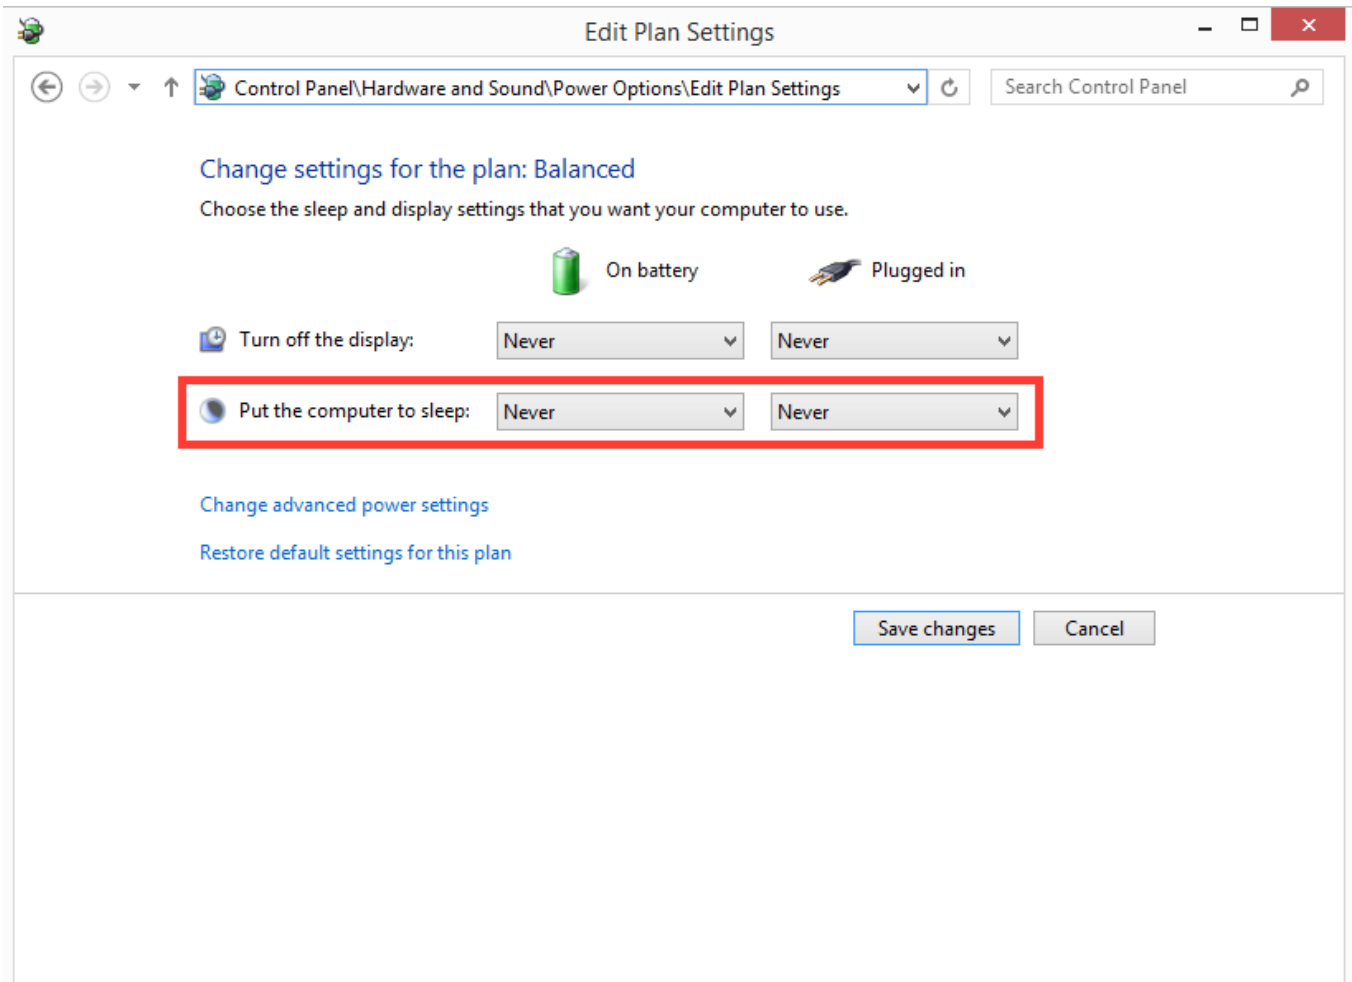 Edit Plan Settings
Control Panel\Hardware and Sound\Power Options\Edit Plan Settings
Search Control Panel
Change settings for the plan: Balanced
Choose the sleep and display settings that you want your computer to use.
On battery Plugged in
Turn off the display: Never Never
Put the computer to sleep: Never Never
Change advanced power settings
Restore default settings for this plan
Save changes Cancel